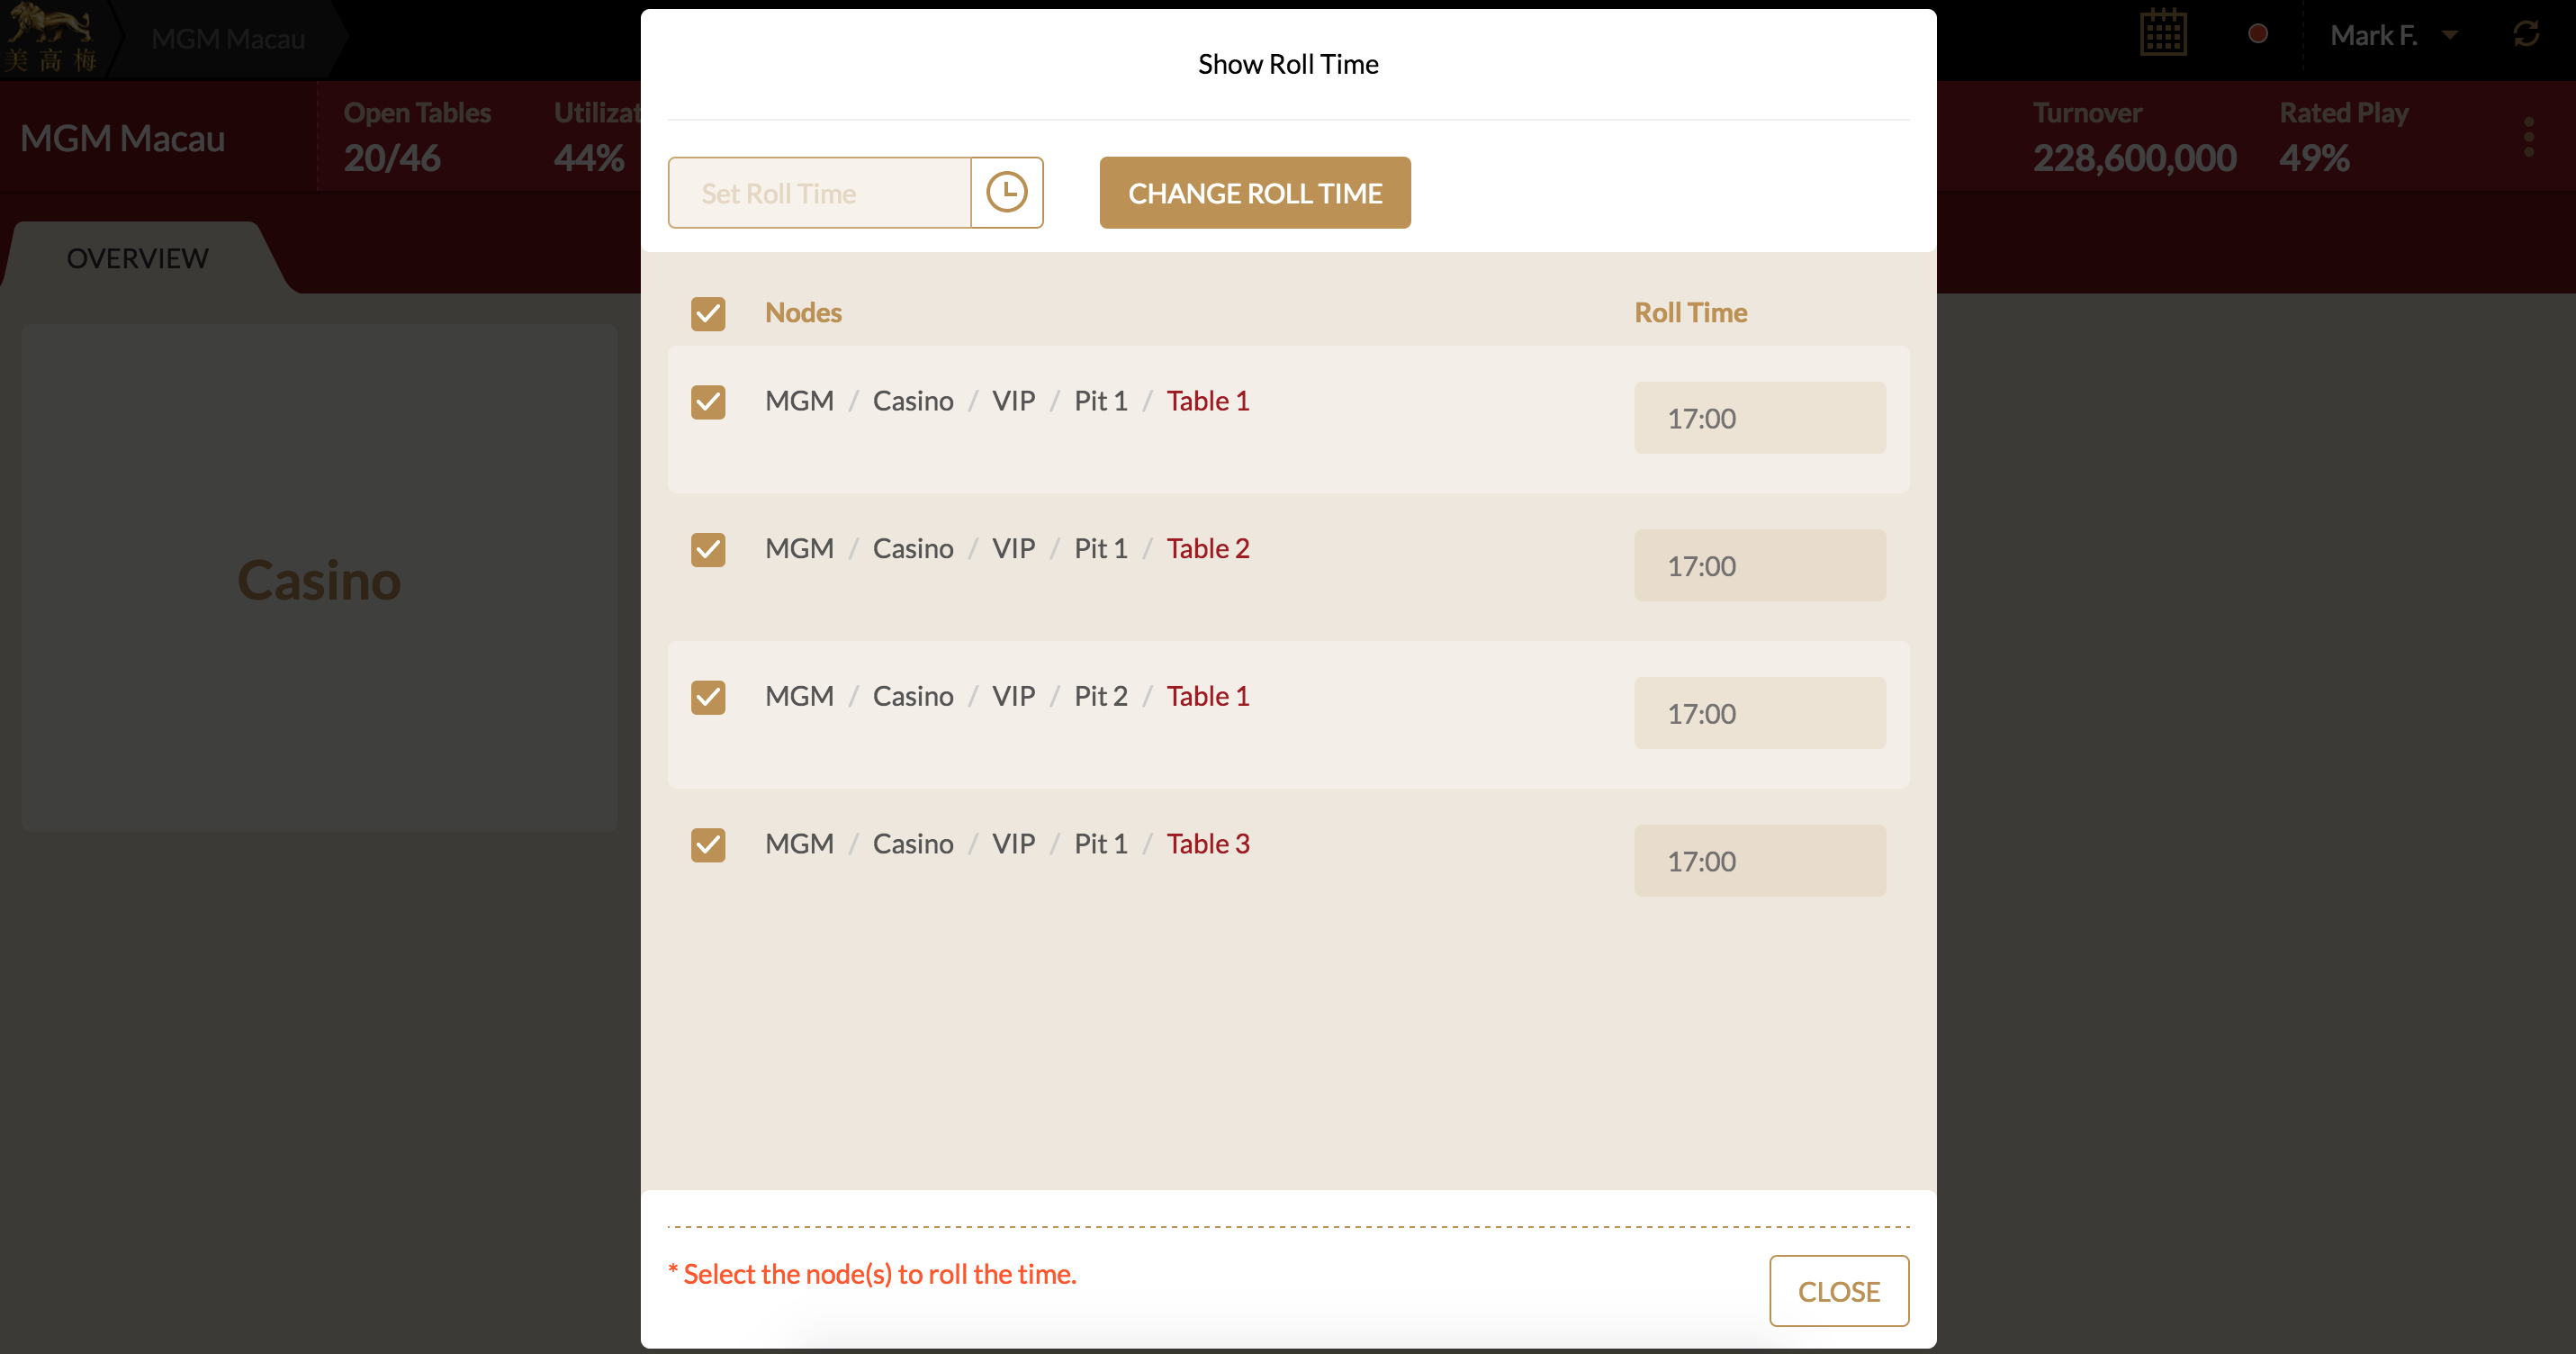 美高梅
MGM Macau
Mark F.
MGM Macau
Open Tables
20/46
Utilizat
44%
Turnover
228,600,000
Rated Play
49%
OVERVIEW
Casino
Show Roll Time
Set Roll Time
CHANGE ROLL TIME
Nodes Roll Time
MGM / Casino / VIP / Pit 1 / Table 1
17:00
MGM / Casino / VIP / Pit 1 / Table 2
17:00
MGM / Casino / VIP / Pit 2 / Table 1
17:00
MGM / Casino / VIP / Pit 1 / Table 3
17:00
* Select the node(s) to roll the time.
CLOSE